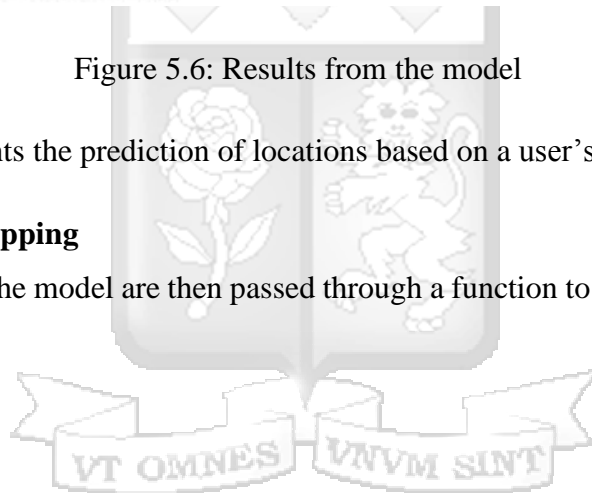 Figure 5.6: Results from the model
nts the prediction of locations based on a user's
pping
he model are then passed through a function to
VT OMNES VNVM SINT